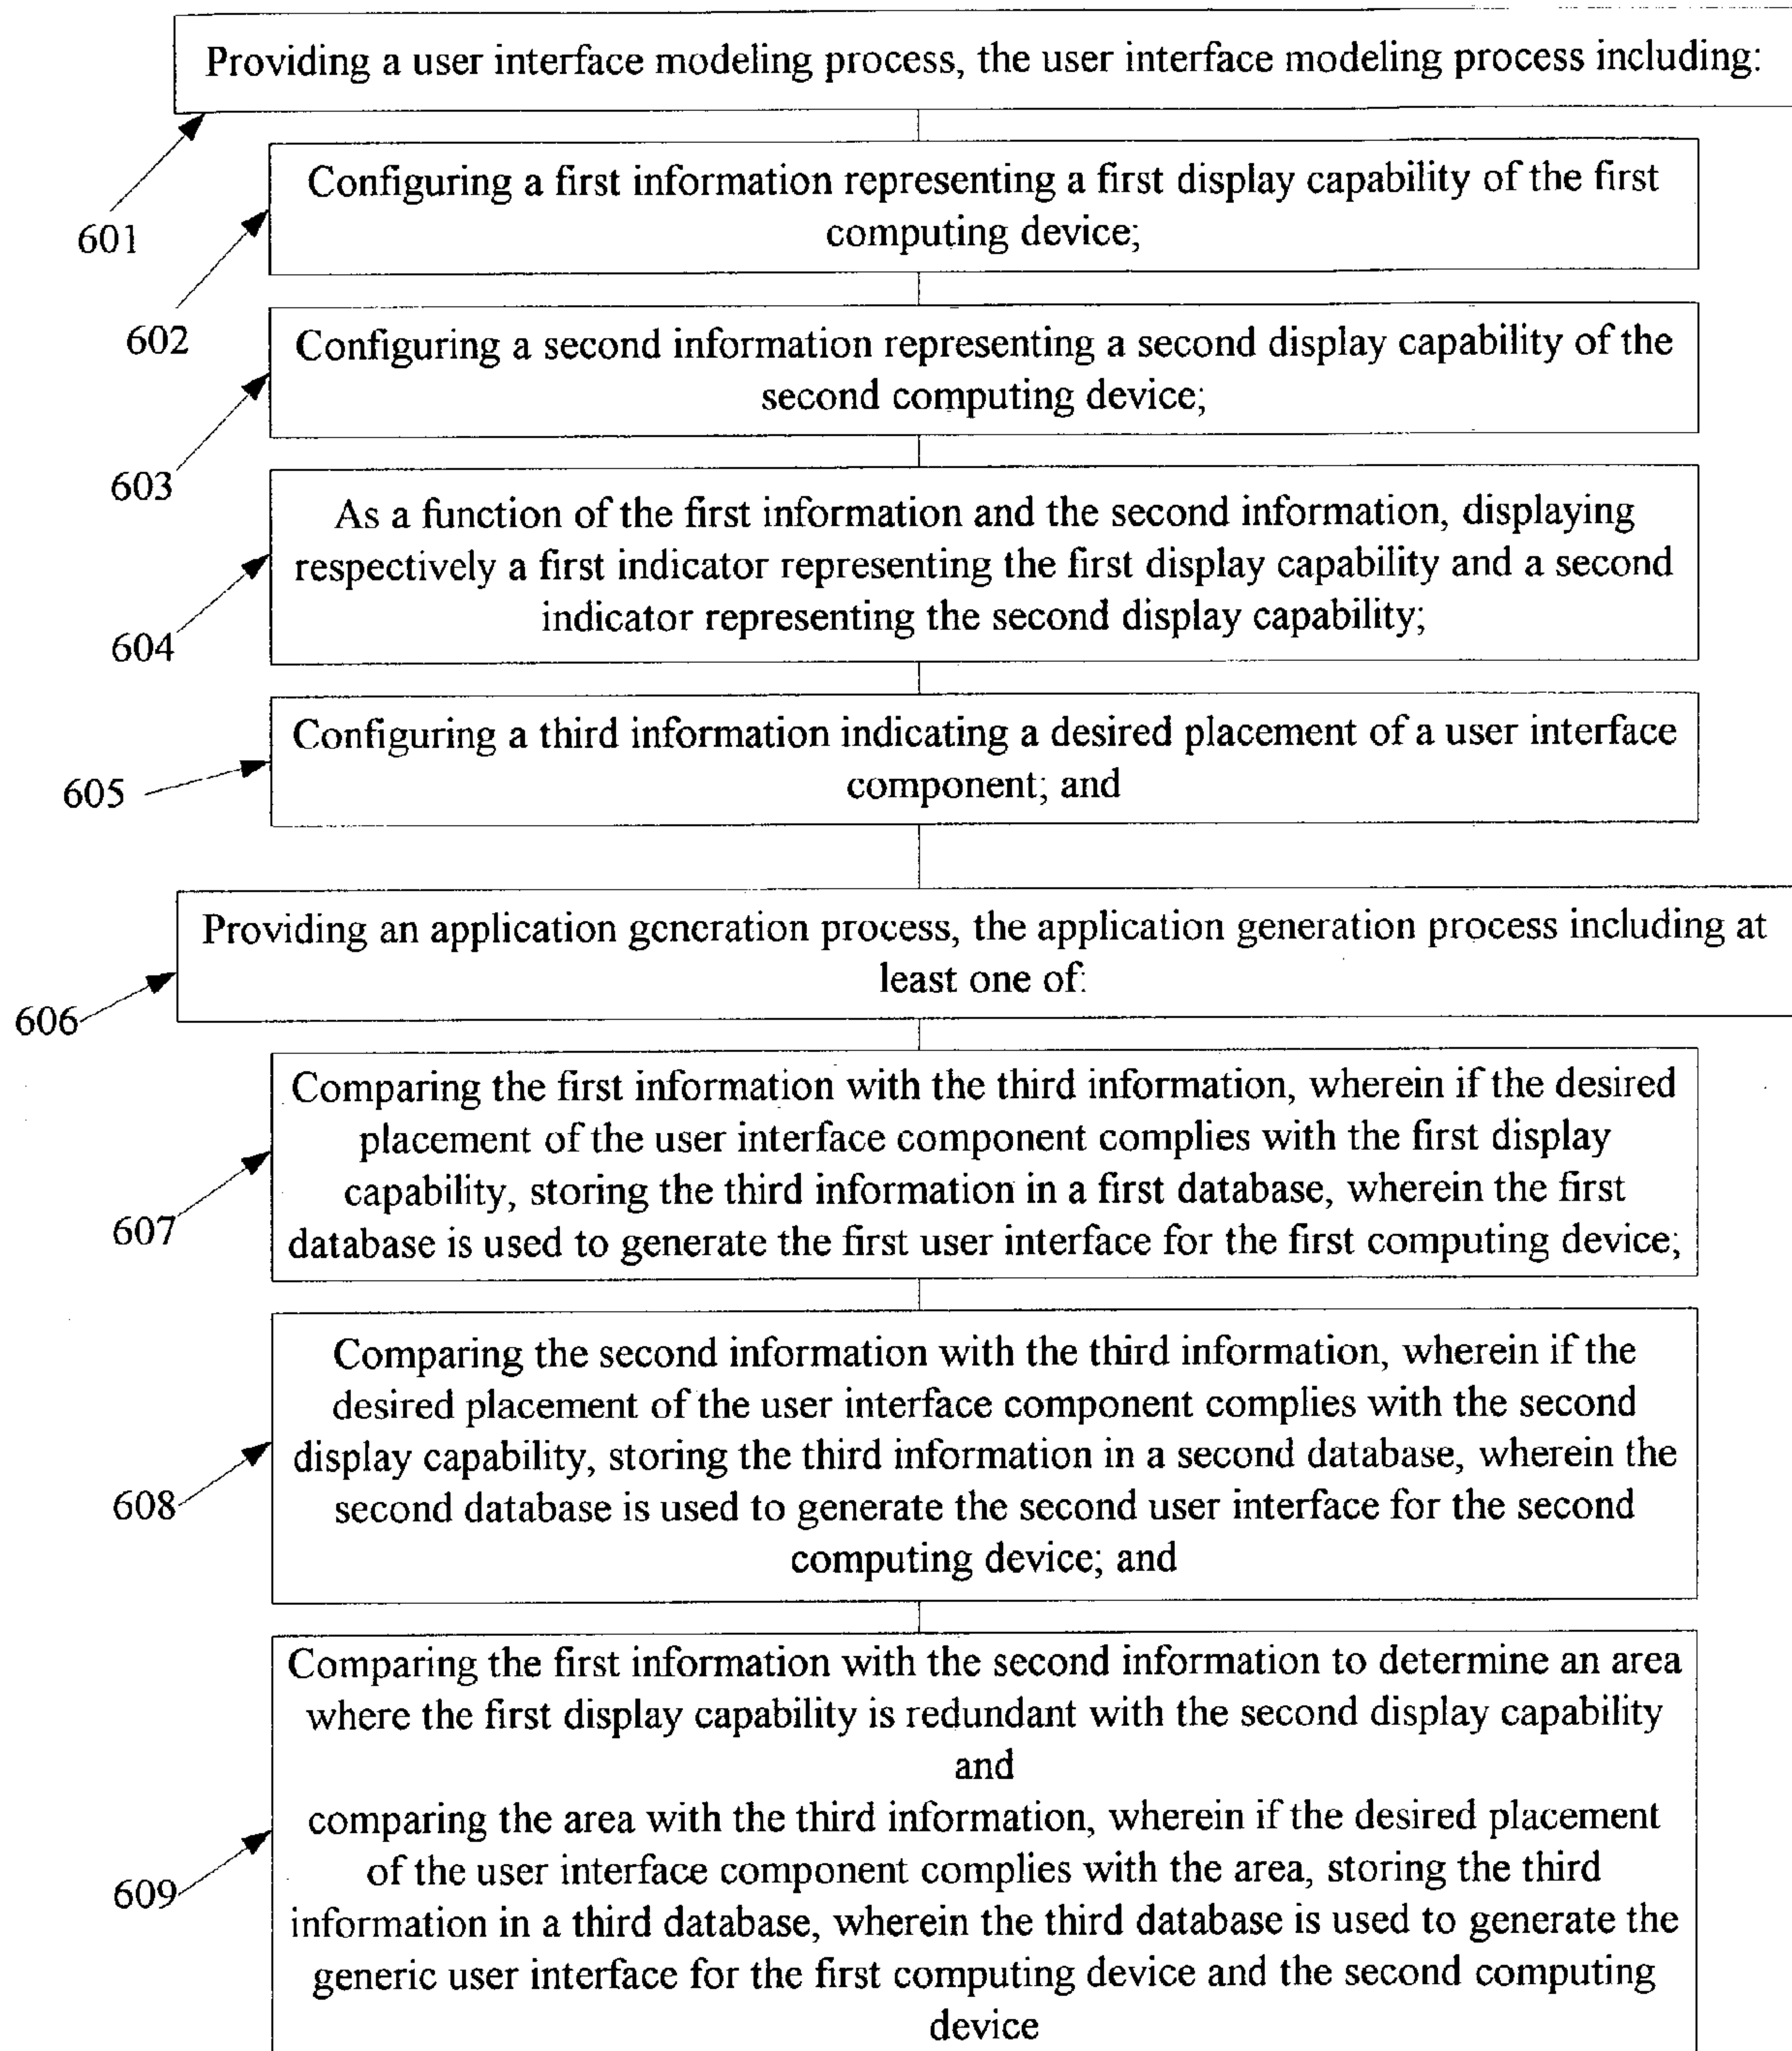 Providing a user interface modeling process, the user interface modeling process including:
601
Configuring a first information representing a first display capability of the first
computing device;
602
Configuring a second information representing a second display capability of the
second computing device;
603
As a function of the first information and the second information, displaying
respectively a first indicator representing the first display capability and a second
indicator representing the second display capability;
604
Configuring a third information indicating a desired placement of a user interface
component; and
605
Providing an application generation process, the application generation process including at
least one of:
606
Comparing the first information with the third information, wherein if the desired
placement of the user interface component complies with the first display
capability, storing the third information in a first database, wherein the first
database is used to generate the first user interface for the first computing device;
607
Comparing the second information with the third information, wherein if the
desired placement of the user interface component complies with the second
display capability, storing the third information in a second database, wherein the
second database is used to generate the second user interface for the second
computing device; and
608
Comparing the first information with the second information to determine an area
where the first display capability is redundant with the second display capability
and
comparing the area with the third information, wherein if the desired placement
of the user interface component complies with the area, storing the third
information in a third database, wherein the third database is used to generate the
generic user interface for the first computing device and the second computing
device
609